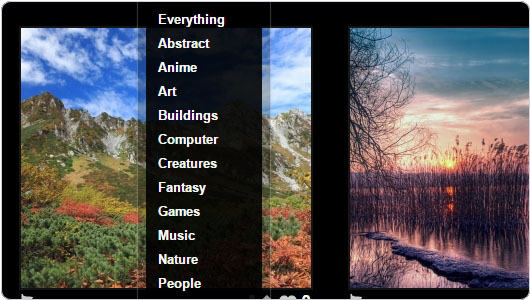 Everything
Abstract
Anime
Art
Buildings
Computer
Creatures
Fantasy
Games
Music
Nature
People